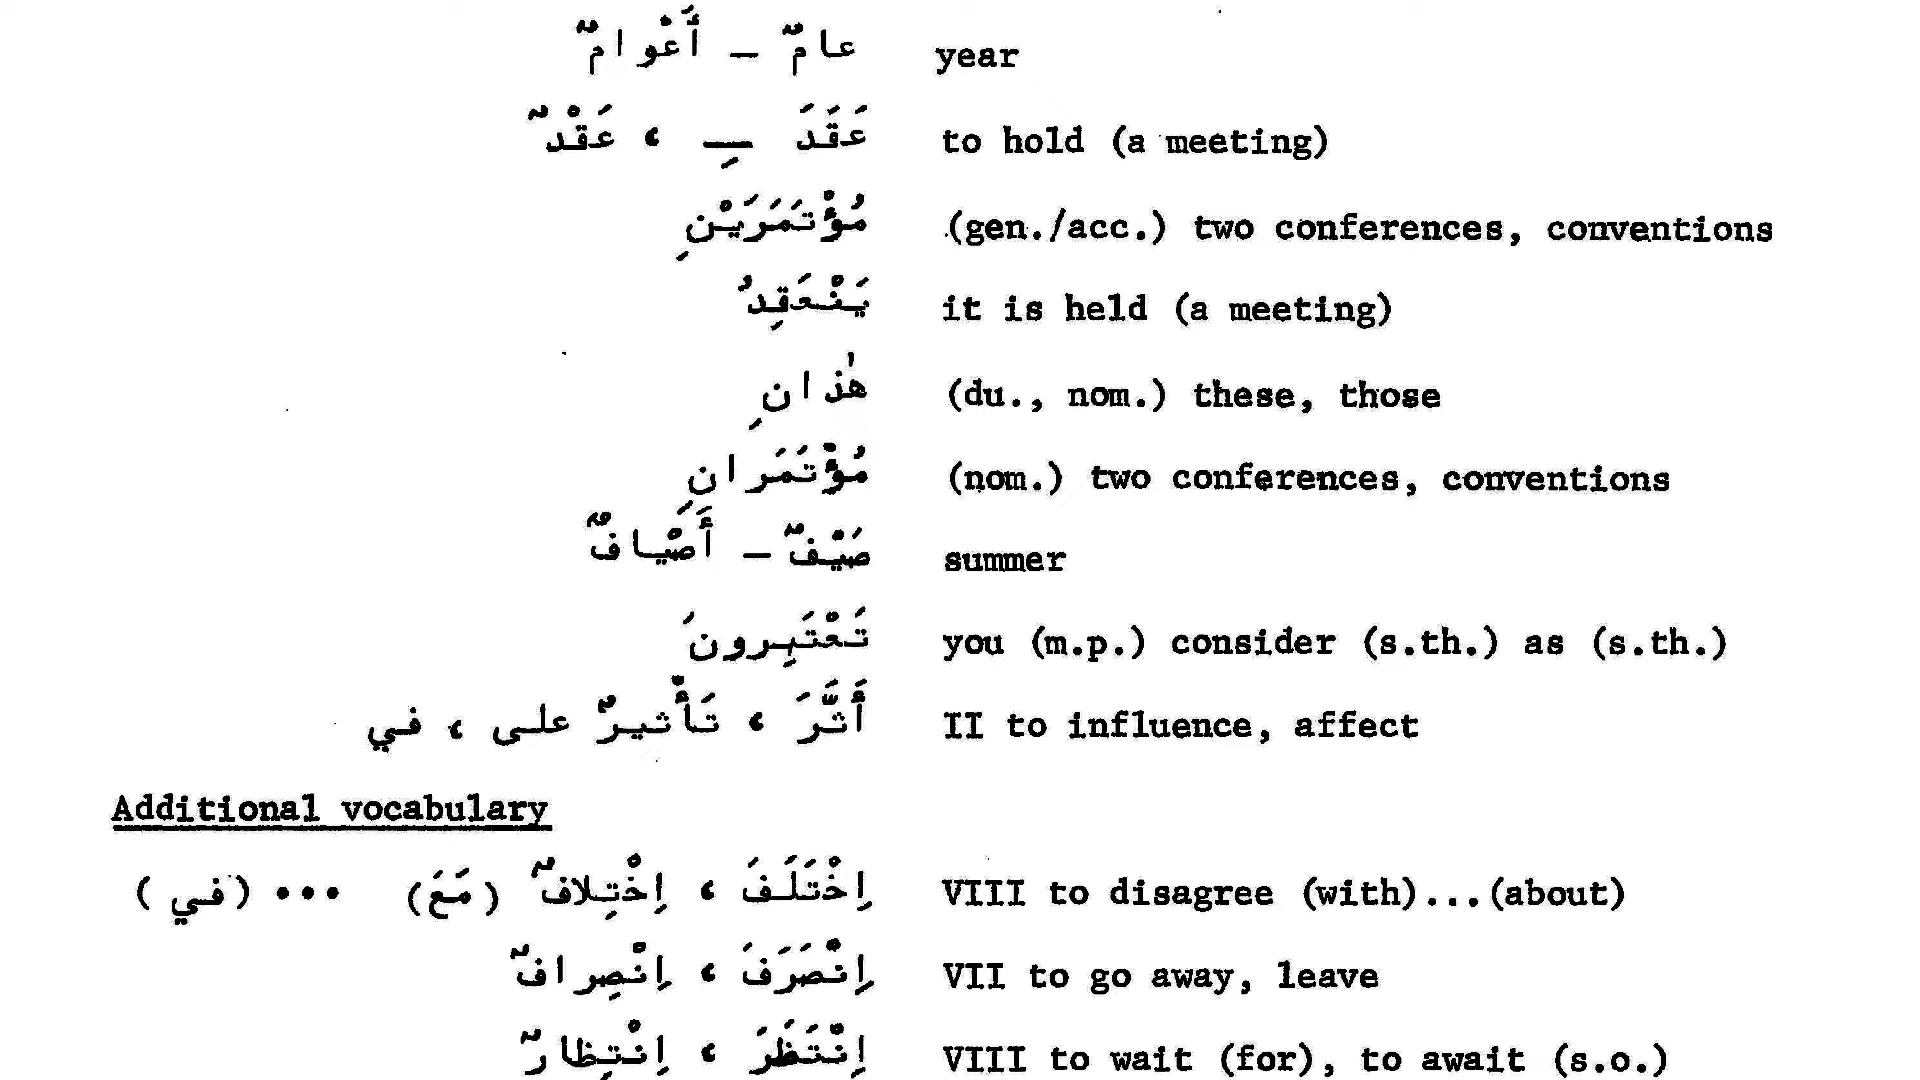 عامٌ – أَعْوامٌ year
عَقَدَ ــِ ، عَقْدٌ to hold (a meeting)
مُؤْتَمَرَيْنِ (gen./acc.) two conferences, conventions
يَنْعَقِدُ it is held (a meeting)
هٰذانِ (du., nom.) these, those
مُؤْتَمَرانِ (nom.) two conferences, conventions
صَيْفٌ – أَصْيافٌ summer
تَعْتَبِرونَ you (m.p.) consider (s.th.) as (s.th.)
أَثَّرَ ، تَأْثيرٌ على ، في II to influence, affect
Additional vocabulary
اِخْتَلَفَ ، اِخْتِلافٌ (مَعَ) ... (في) VIII to disagree (with)...(about)
اِنْصَرَفَ ، اِنْصِرافٌ VII to go away, leave
اِنْتَظَرَ ، اِنْتِظارٌ VIII to wait (for), to await (s.o.)